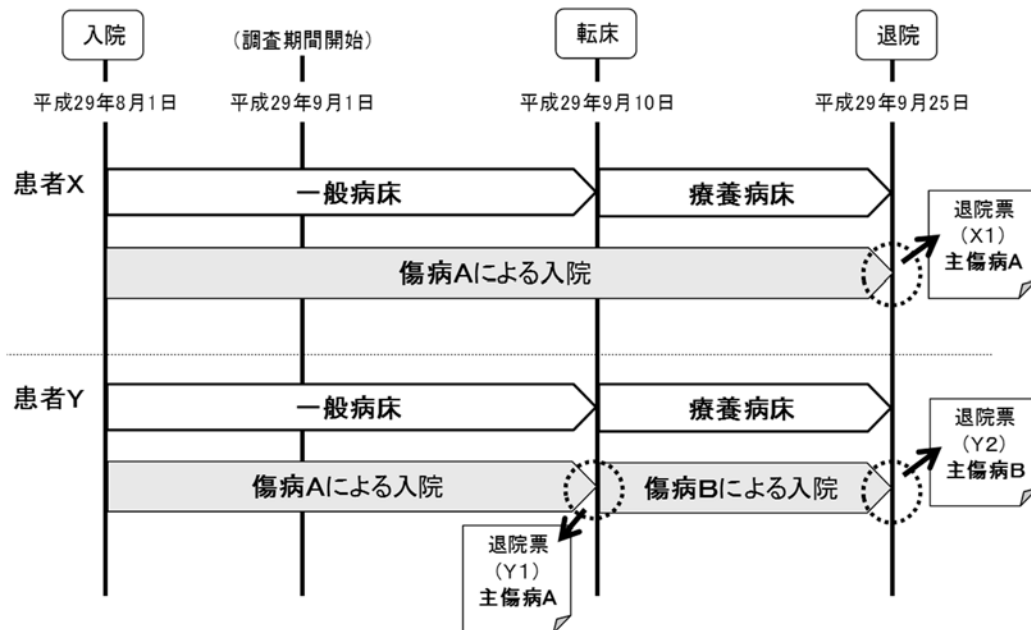 入院
(調査期間開始)
転床
退院
平成29年8月1日
平成29年9月1日
平成29年9月10日
平成29年9月25日
患者X
一般病床
療養病床
退院票
(X1)
主傷病A
傷病Aによる入院
患者Y
一般病床
療養病床
退院票
(Y2)
主傷病B
傷病Aによる入院
傷病Bによる入院
退院票
(Y1)
主傷病A